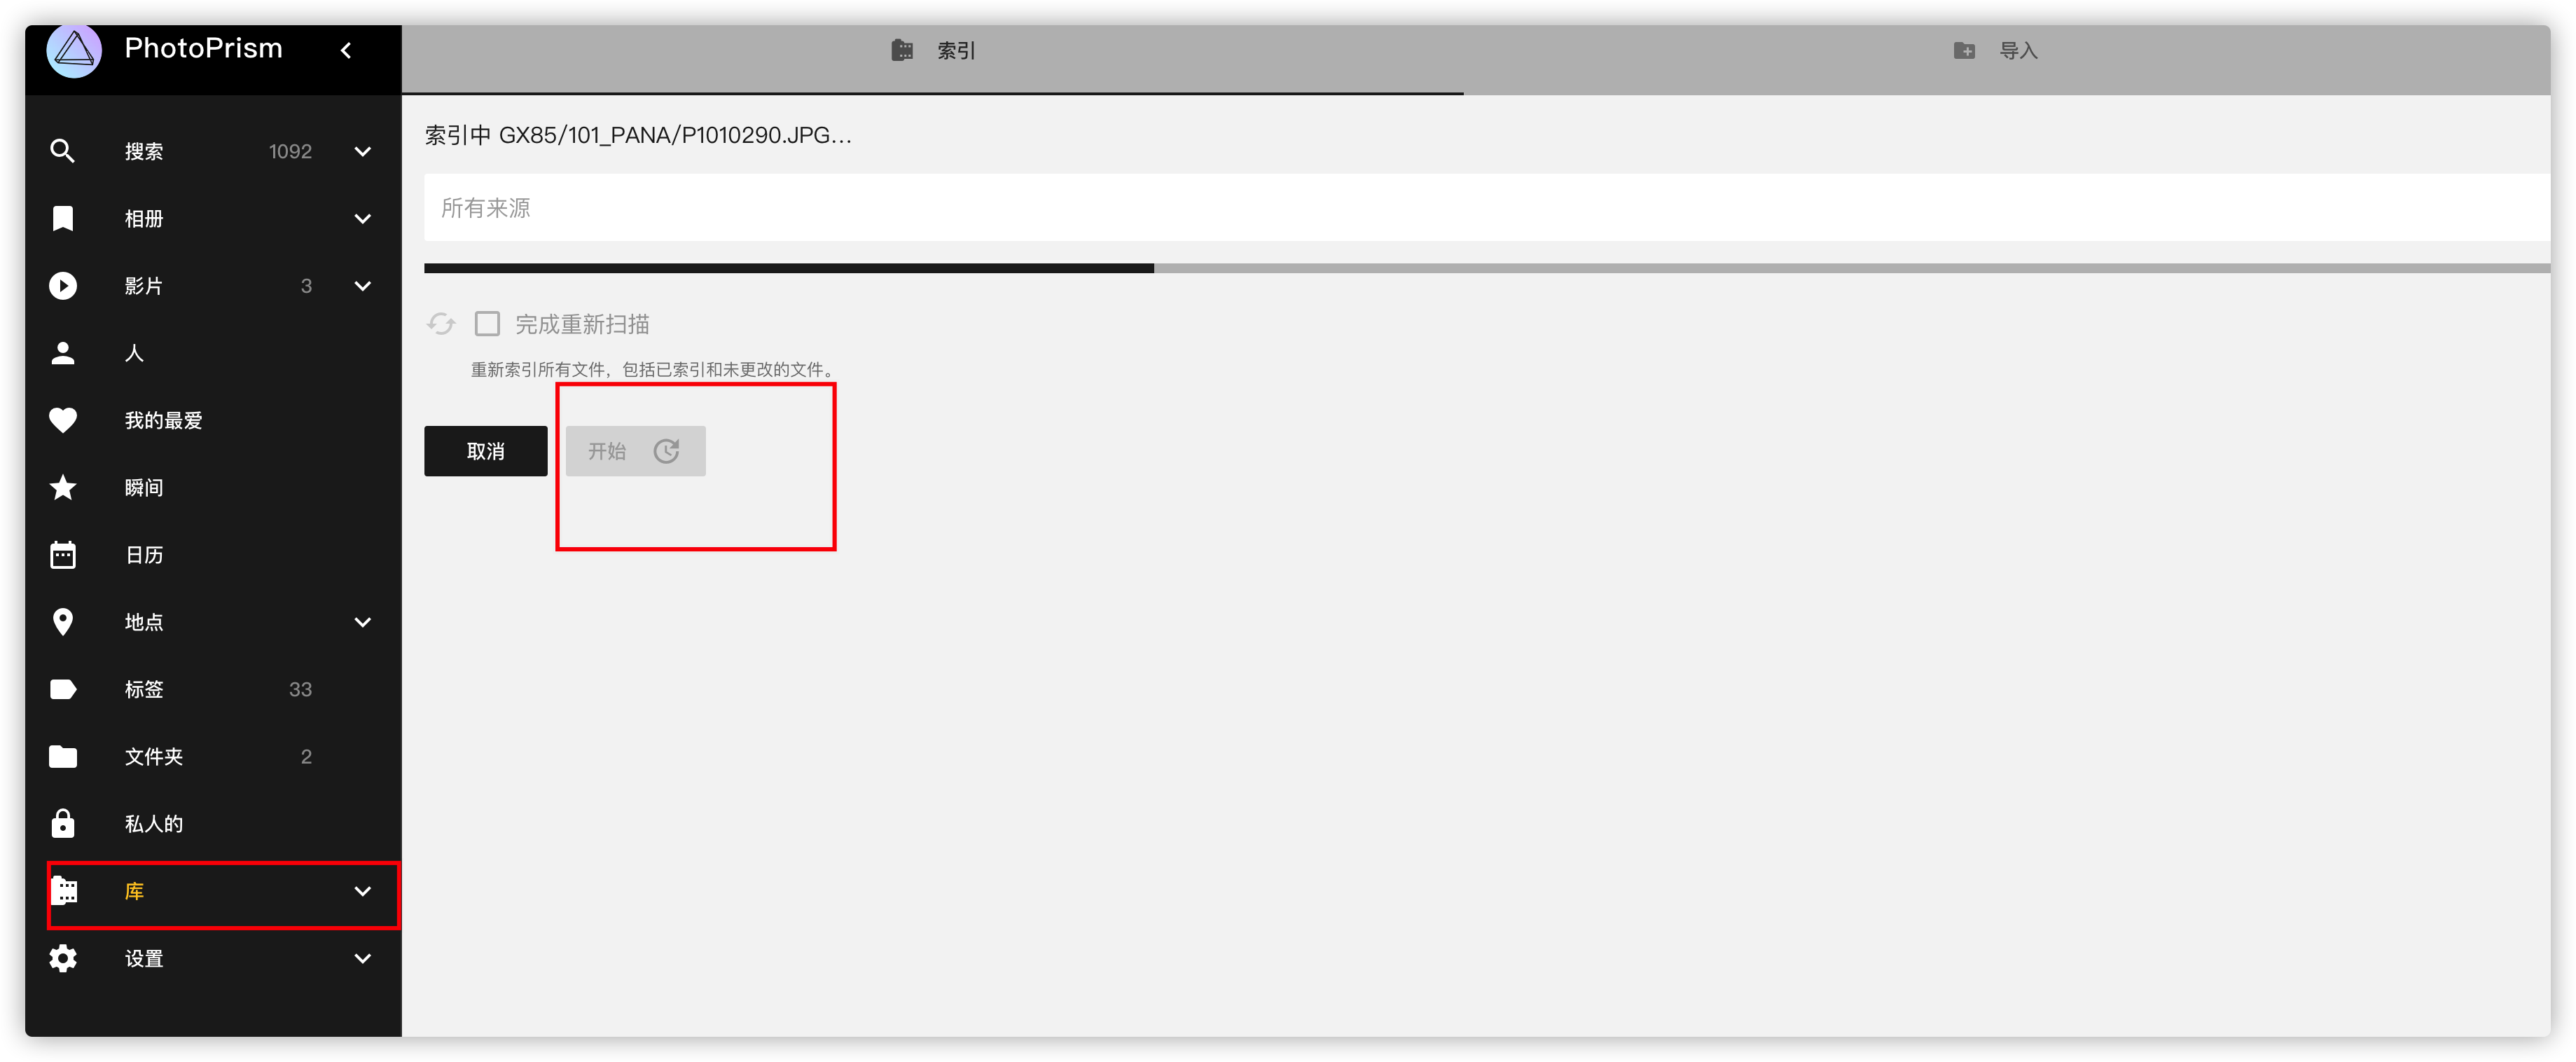 PhotoPrism
索引
导入
搜索 1092
相册
影片 3
人
我的最爱
瞬间
日历
地点
标签 33
文件夹 2
私人的
库
设置
索引中 GX85/101_PANA/P1010290.JPG...
所有来源
完成重新扫描
重新索引所有文件，包括已索引和未更改的文件。
取消
开始